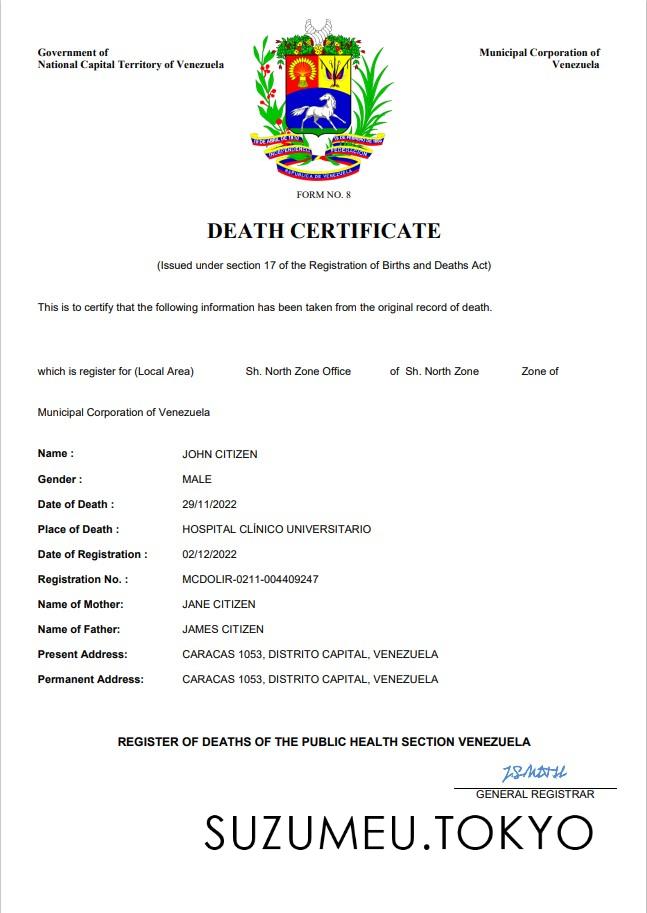 Government of
National Capital Territory of Venezuela
Municipal Corporation of
Venezuela
19 DE ABRIL DE 1810
20 DE FEBRERO DE 1859
INDEPENDENCIA
FEDERACION
REPUBLICA DE VENEZUELA
FORM NO. 8
DEATH CERTIFICATE
(Issued under section 17 of the Registration of Births and Deaths Act)
This is to certify that the following information has been taken from the original record of death.
which is register for (Local Area) Sh. North Zone Office of Sh. North Zone Zone of
Municipal Corporation of Venezuela
Name : JOHN CITIZEN
Gender : MALE
Date of Death : 29/11/2022
Place of Death : HOSPITAL CLÍNICO UNIVERSITARIO
Date of Registration : 02/12/2022
Registration No. : MCDOLIR-0211-004409247
Name of Mother: JANE CITIZEN
Name of Father: JAMES CITIZEN
Present Address: CARACAS 1053, DISTRITO CAPITAL, VENEZUELA
Permanent Address: CARACAS 1053, DISTRITO CAPITAL, VENEZUELA
REGISTER OF DEATHS OF THE PUBLIC HEALTH SECTION VENEZUELA
GENERAL REGISTRAR
SUZUMEU.TOKYO